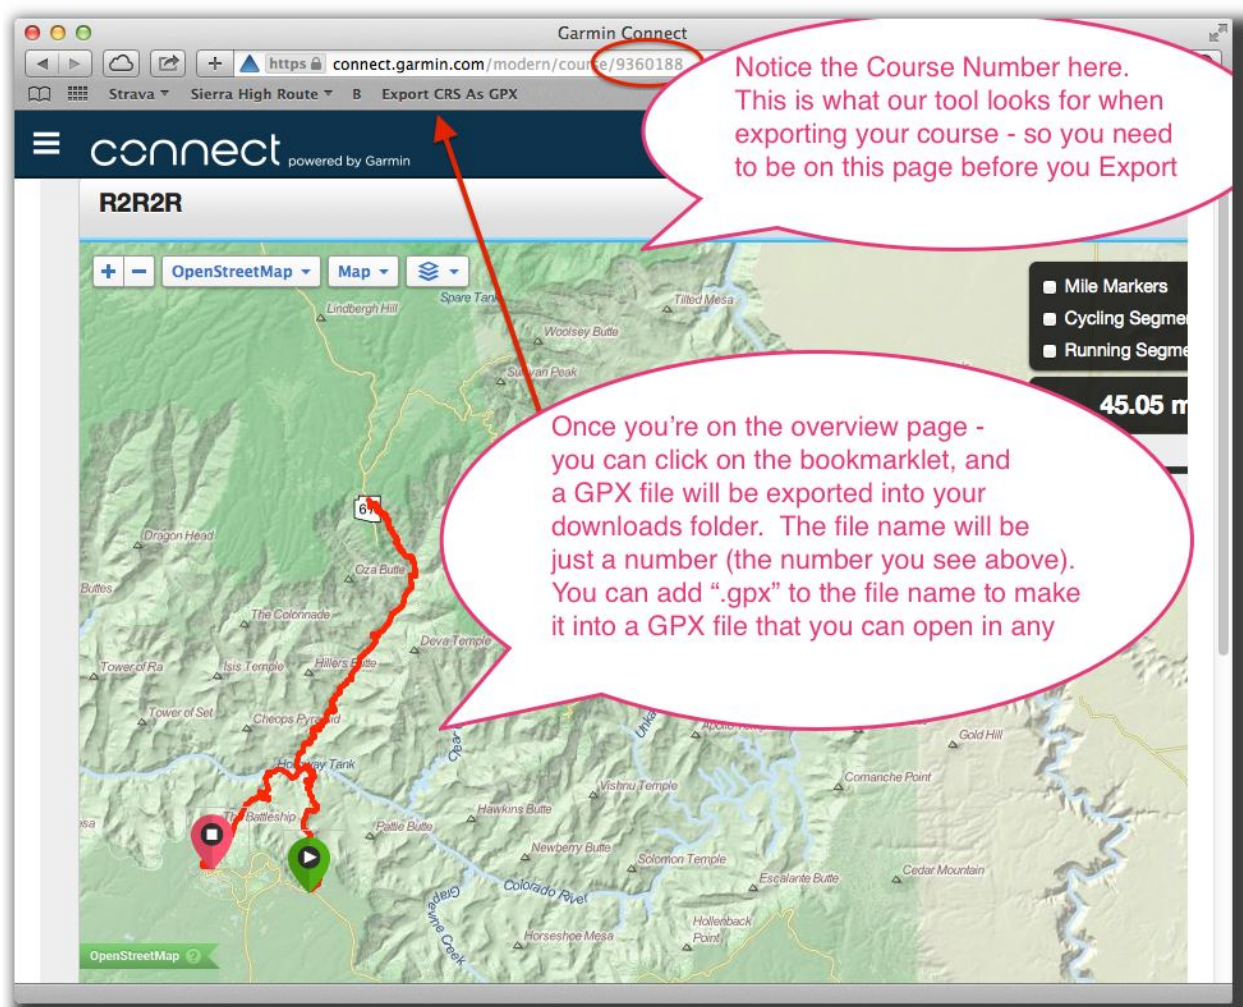 Garmin Connect
https connect.garmin.com/modern/course/9360188
Strava Sierra High Route B Export CRS As GPX
connect powered by Garmin
R2R2R
Notice the Course Number here.
This is what our tool looks for when
exporting your course - so you need
to be on this page before you Export
+ − OpenStreetMap Map
Mile Markers
Cycling Segme
Running Segme
45.05 m
Lindbergh Hill
Spare Tank
Tilted Mesa
Woolsey Butte
Sullivan Peak
Once you're on the overview page -
you can click on the bookmarklet, and
a GPX file will be exported into your
downloads folder. The file name will be
just a number (the number you see above).
You can add ".gpx" to the file name to make
it into a GPX file that you can open in any
67
Dragon Head
Oza Butte
Buttes
The Colonnade
Deva Temple
Tower of Ra
Isis Temple
Hillers Butte
Tower of Set
Cheops Pyramid
Clear
Unka
Gold Hill
Tank
Vishnu Temple
Comanche Point
The Battleship
Hawkins Butte
Pattie Butte
Newberry Butte
Solomon Temple
Escalante Butte
Cedar Mountain
Colorado River
Grapevine Creek
Hollenback
Point
Horseshoe Mesa
OpenStreetMap ?